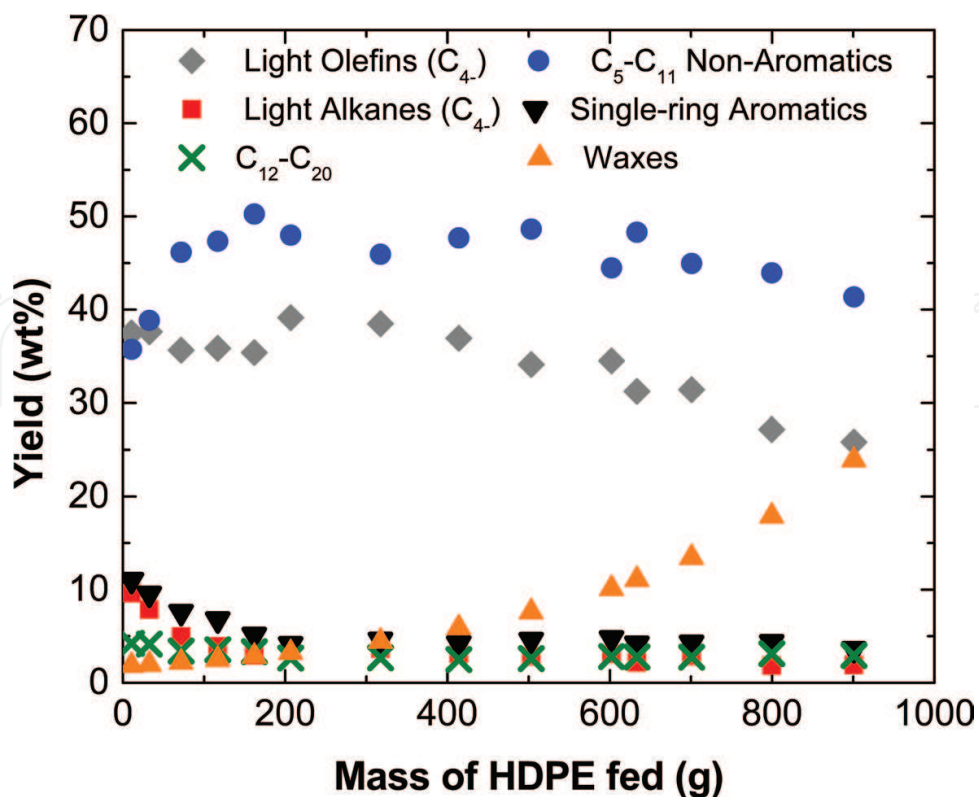 70
60
50
40
30
20
10
0
Yield (wt%)
Light Olefins (C₄₋) C₅-C₁₁ Non-Aromatics
Light Alkanes (C₄₋) Single-ring Aromatics
C₁₂-C₂₀ Waxes
0 200 400 600 800 1000
Mass of HDPE fed (g)